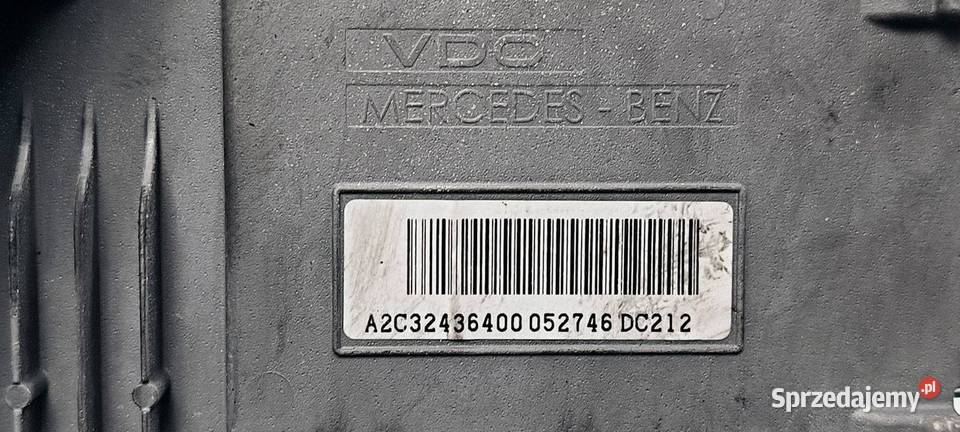 VDO
MERCEDES - BENZ
A2C32436400 052746 DC212
Sprzedajemy.pl